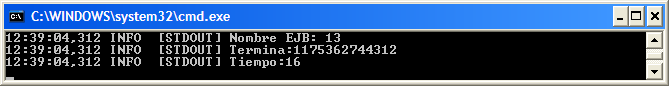 C:\WINDOWS\system32\cmd.exe
12:39:04,312 INFO  [STDOUT] Nombre EJB: 13
12:39:04,312 INFO  [STDOUT] Termina:1175362744312
12:39:04,312 INFO  [STDOUT] Tiempo:16